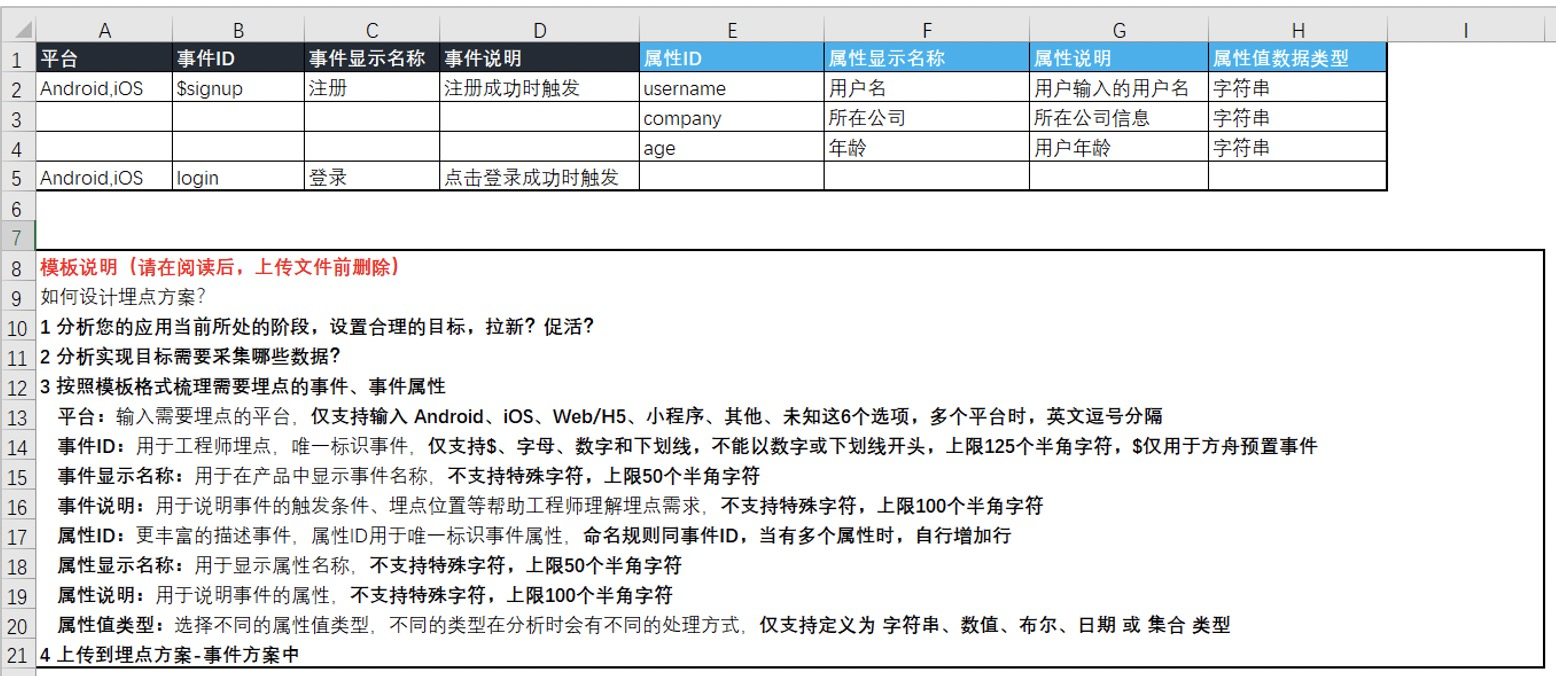 A B C D E F G H I
1 平台 事件ID 事件显示名称 事件说明 属性ID 属性显示名称 属性说明 属性值数据类型
2 Android,iOS $signup 注册 注册成功时触发 username 用户名 用户输入的用户名 字符串
3 company 所在公司 所在公司信息 字符串
4 age 年龄 用户年龄 字符串
5 Android,iOS login 登录 点击登录成功时触发
6
7
8 模板说明（请在阅读后，上传文件前删除）
9 如何设计埋点方案？
10 1 分析您的应用当前所处的阶段，设置合理的目标，拉新？促活？
11 2 分析实现目标需要采集哪些数据？
12 3 按照模板格式梳理需要埋点的事件、事件属性
13 平台：输入需要埋点的平台，仅支持输入 Android、iOS、Web/H5、小程序、其他、未知这6个选项，多个平台时，英文逗号分隔
14 事件ID：用于工程师埋点，唯一标识事件，仅支持$、字母、数字和下划线，不能以数字或下划线开头，上限125个半角字符，$仅用于方舟预置事件
15 事件显示名称：用于在产品中显示事件名称，不支持特殊字符，上限50个半角字符
16 事件说明：用于说明事件的触发条件、埋点位置等帮助工程师理解埋点需求，不支持特殊字符，上限100个半角字符
17 属性ID：更丰富的描述事件，属性ID用于唯一标识事件属性，命名规则同事件ID，当有多个属性时，自行增加行
18 属性显示名称：用于显示属性名称，不支持特殊字符，上限50个半角字符
19 属性说明：用于说明事件的属性，不支持特殊字符，上限100个半角字符
20 属性值类型：选择不同的属性值类型，不同的类型在分析时会有不同的处理方式，仅支持定义为 字符串、数值、布尔、日期 或 集合 类型
21 4 上传到埋点方案-事件方案中